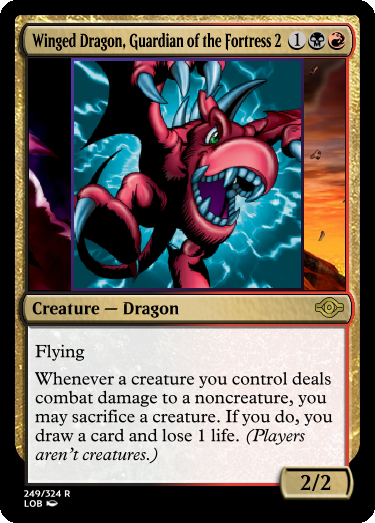 Winged Dragon, Guardian of the Fortress 2 1
Creature — Dragon
Flying
Whenever a creature you control deals
combat damage to a noncreature, you
may sacrifice a creature. If you do, you
draw a card and lose 1 life. (Players
aren't creatures.)
2/2
249/324 R
LOB